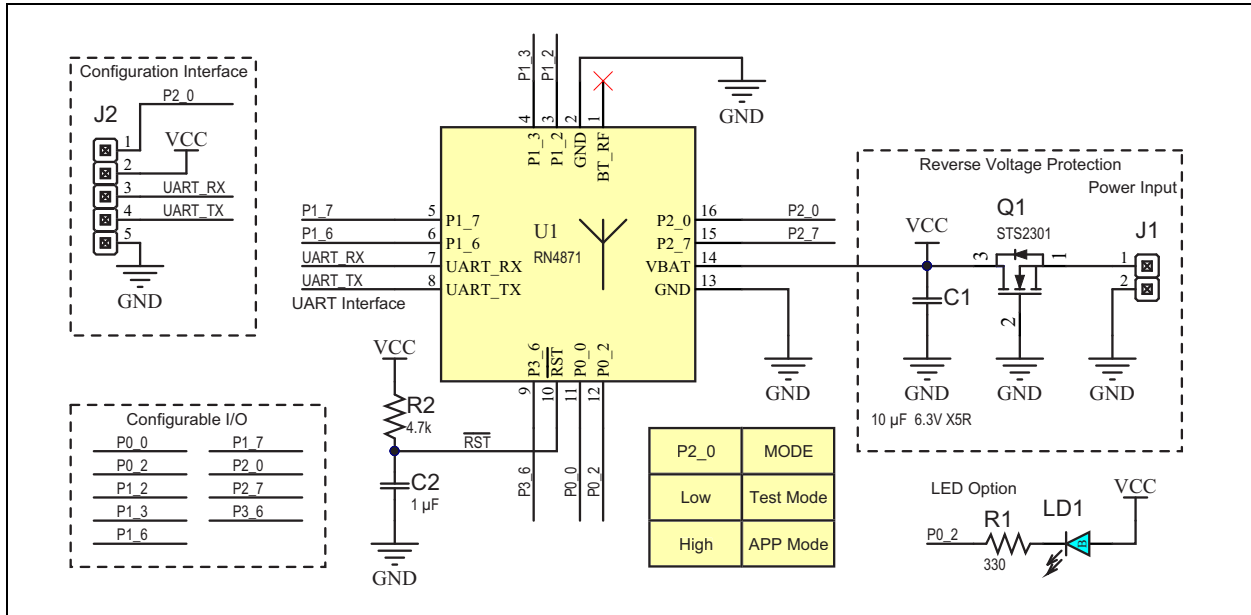 Configuration Interface
J2
P2_0
1
VCC
2
3
UART_RX
4
UART_TX
5
GND
P1_3
P1_2
4
3
2
1
P1_3
P1_2
GND
BT_RF
GND
P1_7
5
P1_7
P1_6
6
P1_6
UART_RX
7
UART_RX
UART_TX
8
UART_TX
UART Interface
U1
RN4871
16
P2_0
P2_0
15
P2_7
P2_7
14
VBAT
13
GND
GND
P3_6
RST
P0_0
P0_2
9
10
11
12
P3_6
P0_0
P0_2
VCC
R2
4.7k
RST
C2
1 µF
GND
Reverse Voltage Protection
Power Input
VCC
Q1
STS2301
J1
3
1
1
2
2
C1
GND
GND
GND
10 µF 6.3V X5R
Configurable I/O
P0_0
P1_7
P0_2
P2_0
P1_2
P2_7
P1_3
P3_6
P1_6
P2_0 MODE
Low Test Mode
High APP Mode
LED Option
VCC
R1
LD1
P0_2
330
B